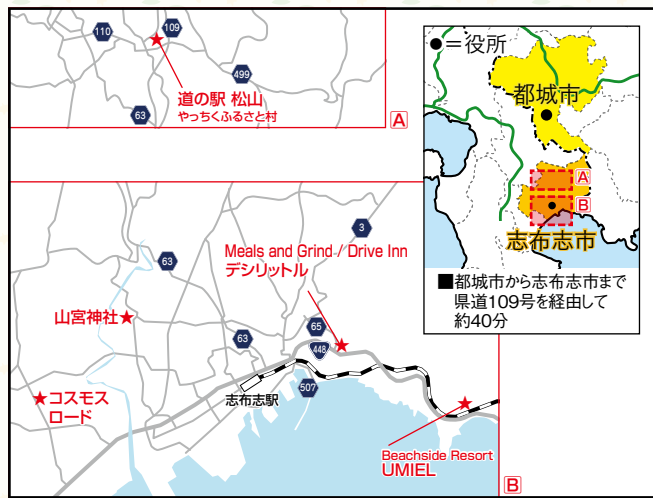 110
109
499
63
道の駅 松山
やっちくふるさと村
A
●=役所
都城市
A
B
志布志市
■都城市から志布志市まで
県道109号を経由して
約40分
3
63
Meals and Grind / Drive Inn
デシリットル
山宮神社
63
65
448
507
志布志駅
コスモス
ロード
Beachside Resort
UMIEL
B